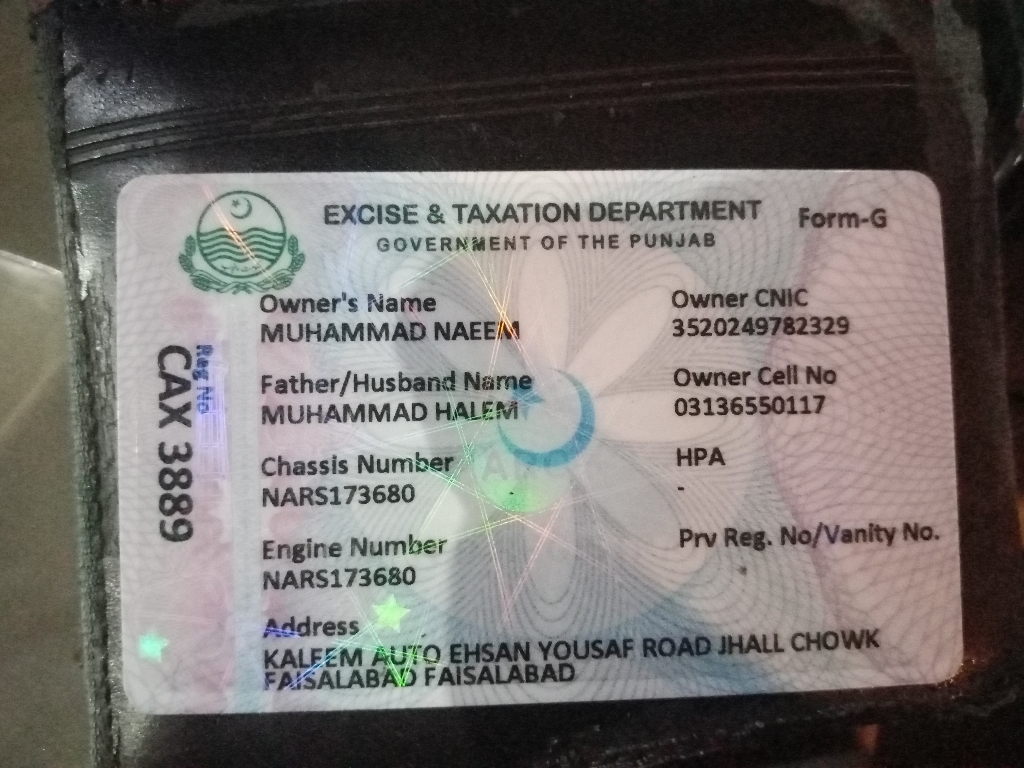 EXCISE & TAXATION DEPARTMENT
Form-G
GOVERNMENT OF THE PUNJAB
Reg No
CAX 3889
Owner's Name
MUHAMMAD NAEEM
Father/Husband Name
MUHAMMAD HALEM
Chassis Number
NARS173680
Engine Number
NARS173680
Address
KALEEM AUTO EHSAN YOUSAF ROAD JHALL CHOWK
FAISALABAD FAISALABAD
Owner CNIC
3520249782329
Owner Cell No
03136550117
HPA
-
Prv Reg. No/Vanity No.